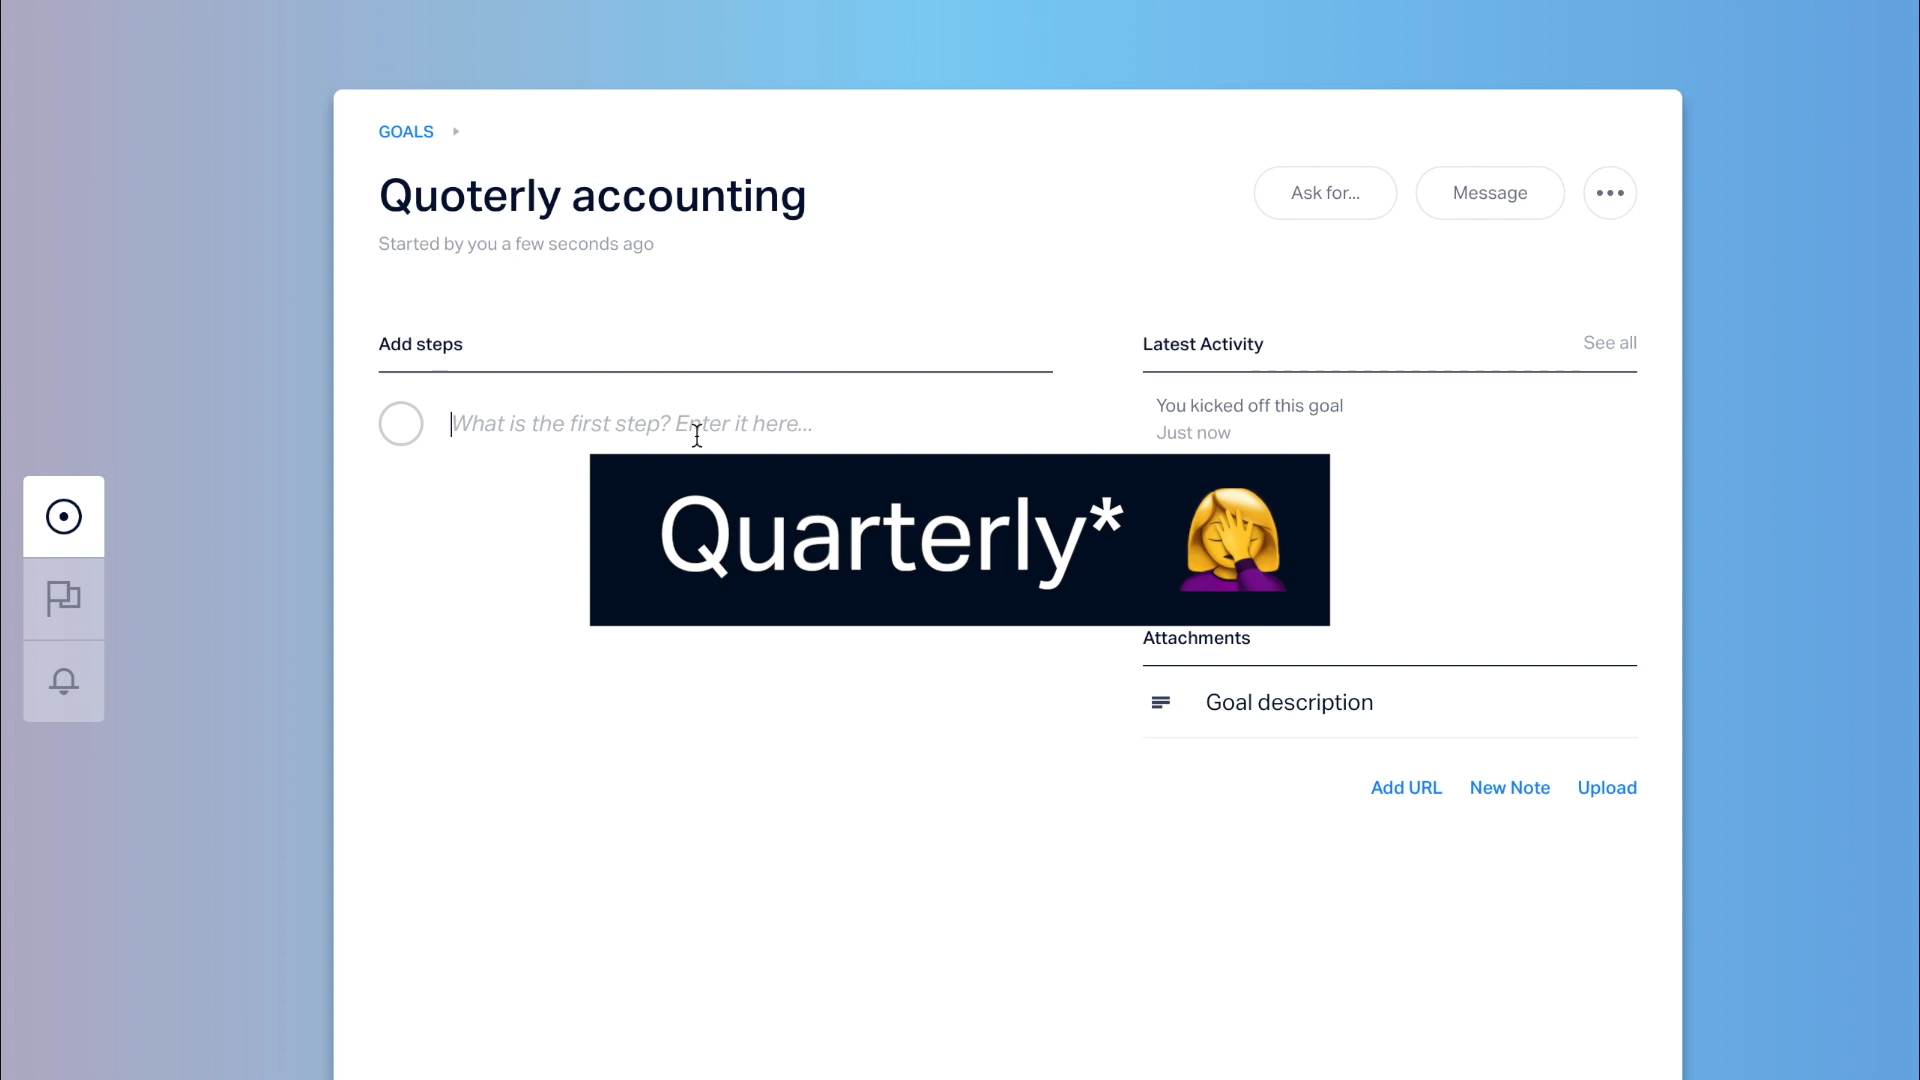 GOALS
Quoterly accounting
Ask for...
Message
Started by you a few seconds ago
Add steps
What is the first step? Enter it here...
Latest Activity
See all
You kicked off this goal
Just now
Quarterly*
Attachments
Goal description
Add URL
New Note
Upload